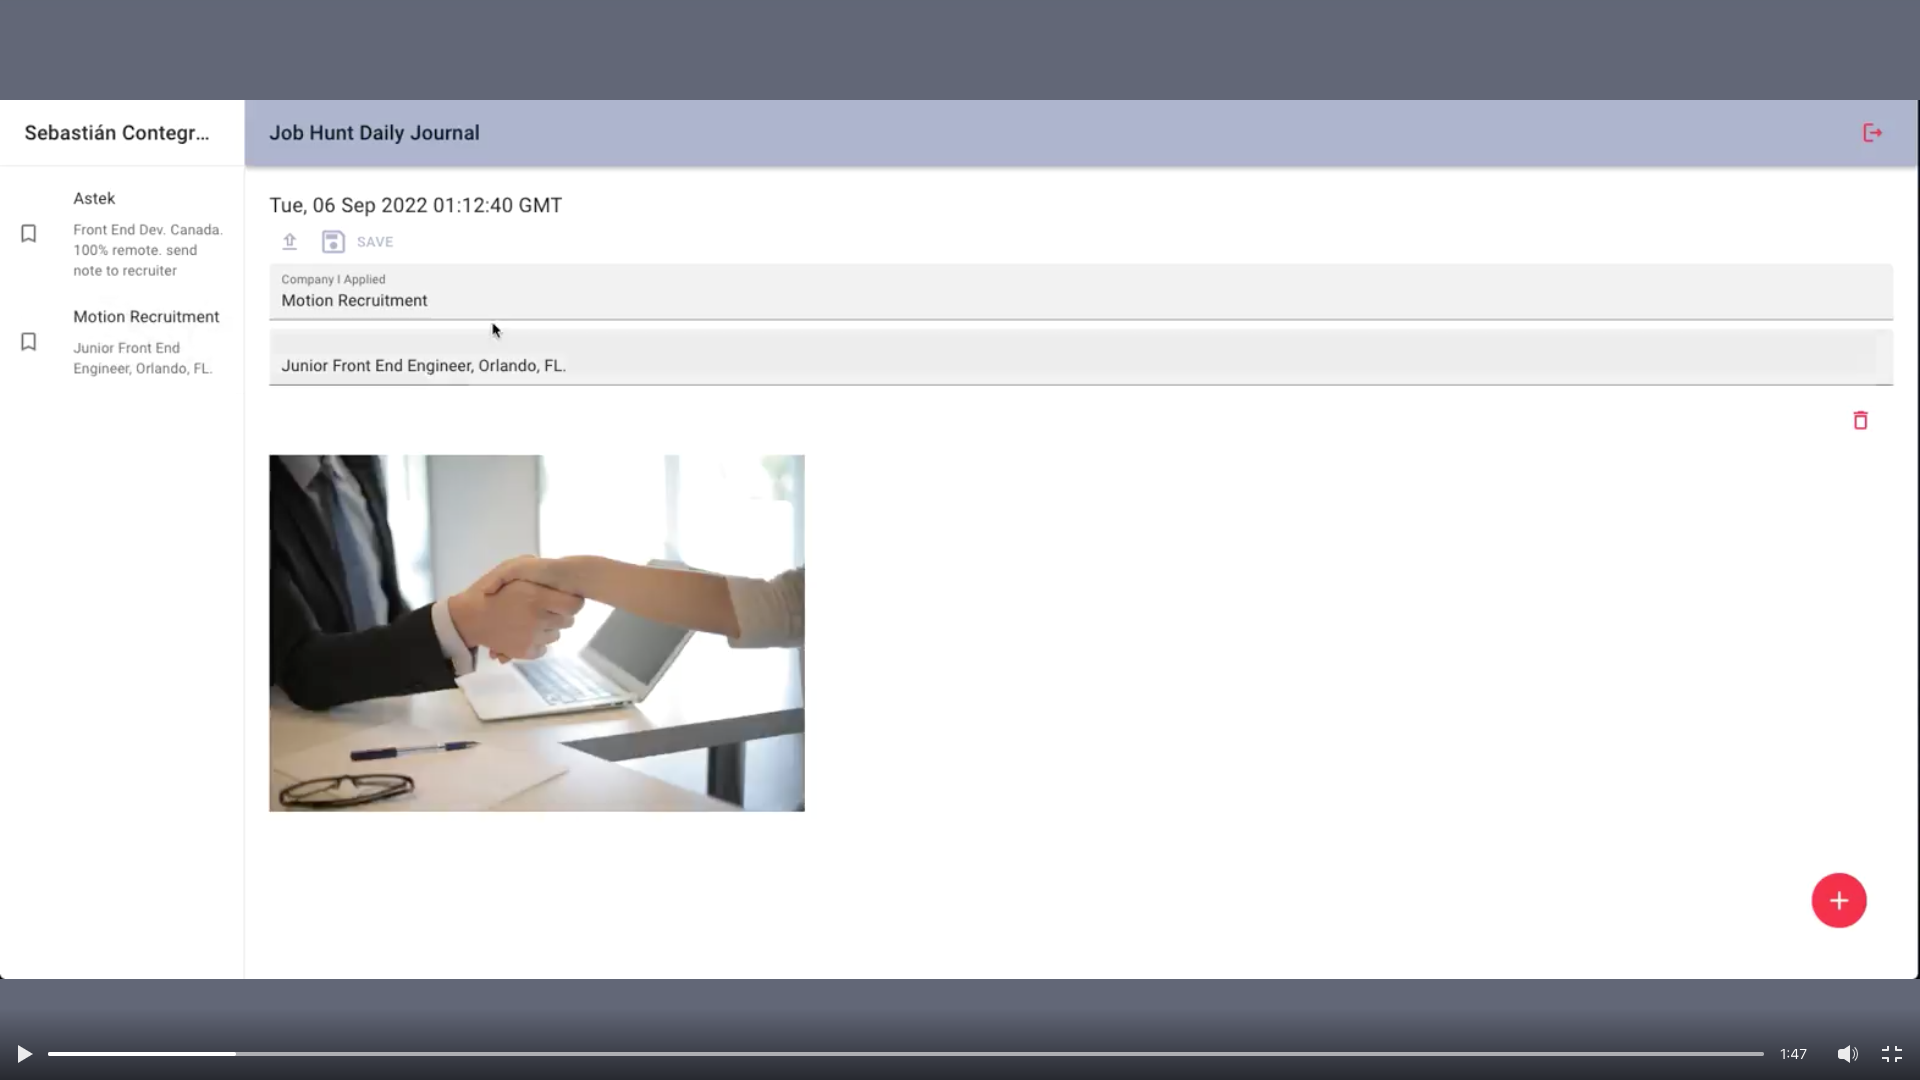 Sebastián Contegr...
Job Hunt Daily Journal
Astek
Front End Dev. Canada.
100% remote. send
note to recruiter
Motion Recruitment
Junior Front End
Engineer, Orlando, FL.
Tue, 06 Sep 2022 01:12:40 GMT
SAVE
Company I Applied
Motion Recruitment
Junior Front End Engineer, Orlando, FL.
1:47